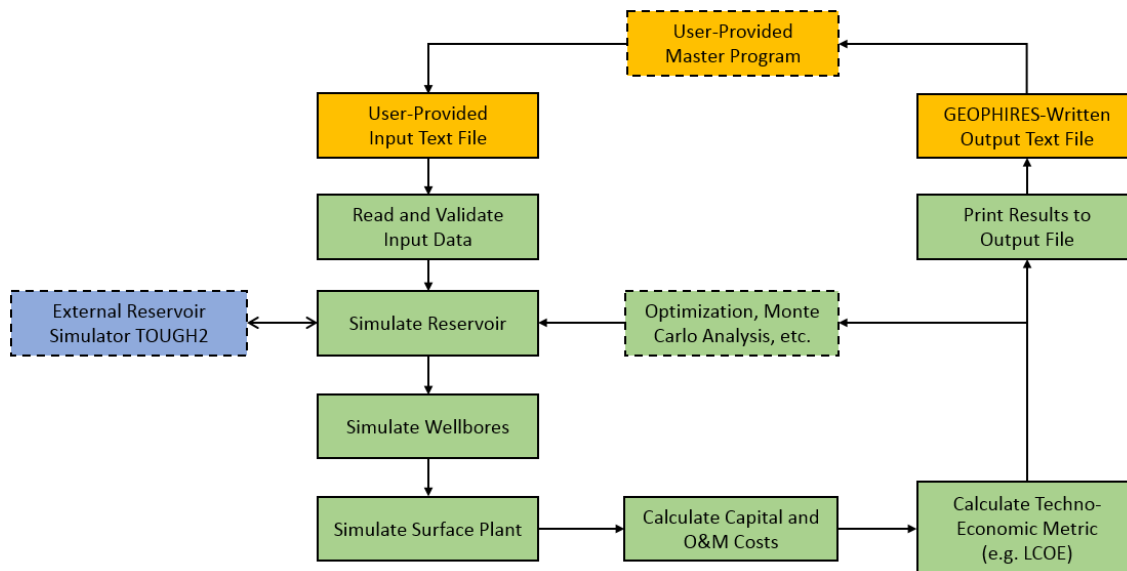 User-Provided
Master Program
User-Provided
Input Text File
GEOPHIRES-Written
Output Text File
Read and Validate
Input Data
Print Results to
Output File
External Reservoir
Simulator TOUGH2
Simulate Reservoir
Optimization, Monte
Carlo Analysis, etc.
Simulate Wellbores
Simulate Surface Plant
Calculate Capital and
O&M Costs
Calculate Techno-
Economic Metric
(e.g. LCOE)